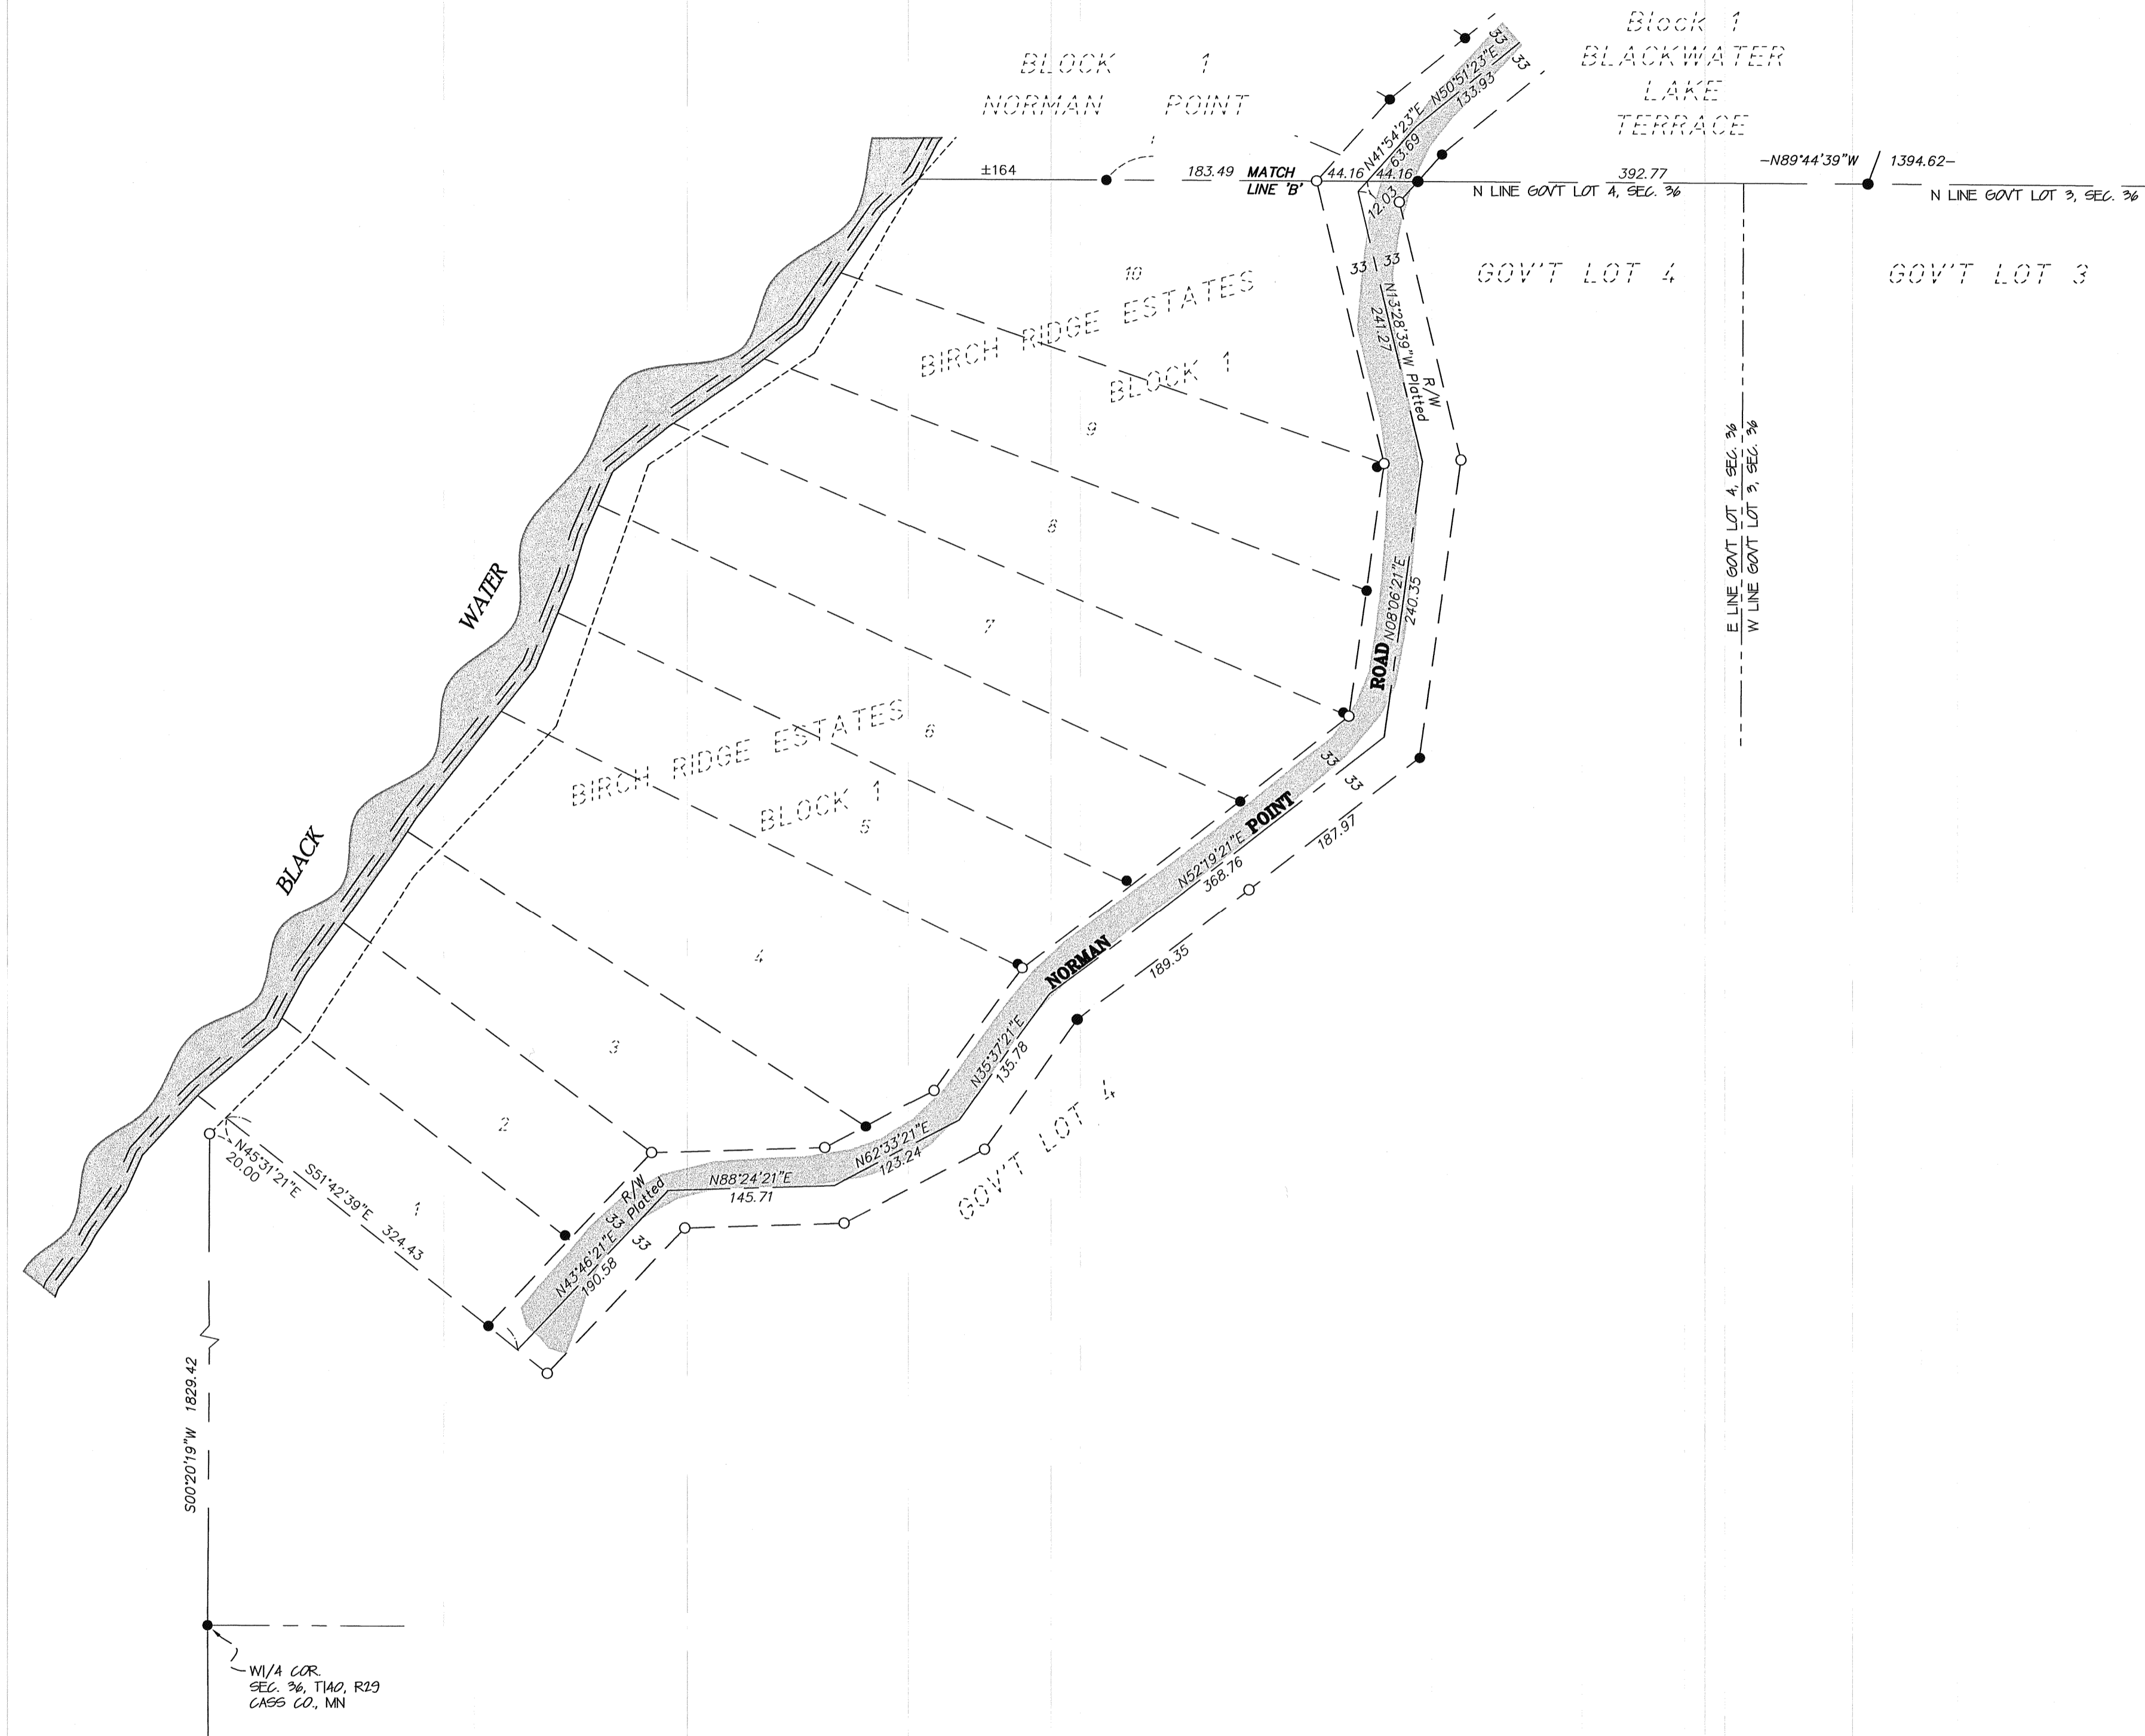 BLOCK 1
NORMAN POINT
Block 1
BLACKWATER
LAKE
TERRACE
33
N50°51'23"E
133.93
33
N41°54'23"E
63.69
±164
183.49
MATCH
LINE 'B'
44.16
44.16
12.03
392.77
N LINE GOV'T LOT 4, SEC. 36
-N89°44'39"W
1394.62-
N LINE GOV'T LOT 3, SEC. 36
33
33
GOV'T LOT 4
GOV'T LOT 3
10
BIRCH RIDGE ESTATES
BLOCK 1
9
N13°28'39"W
241.27
R/W
Platted
8
E LINE GOV'T LOT 4, SEC. 36
W LINE GOV'T LOT 3, SEC. 36
BLACK WATER
7
N08°06'21"E
240.35
NORMAN POINT ROAD
BIRCH RIDGE ESTATES
BLOCK 1
6
5
33
33
187.97
N52°19'21"E
368.76
189.35
4
3
N35°37'21"E
135.78
GOV'T LOT 4
2
N62°33'21"E
123.24
N88°24'21"E
145.71
R/W
Platted
33
33
N43°46'21"E
190.58
1
N45°31'21"E
20.00
S51°42'39"E 324.43
S00°20'19"W 1829.42
W1/4 COR.
SEC. 36, T140, R29
CASS CO., MN